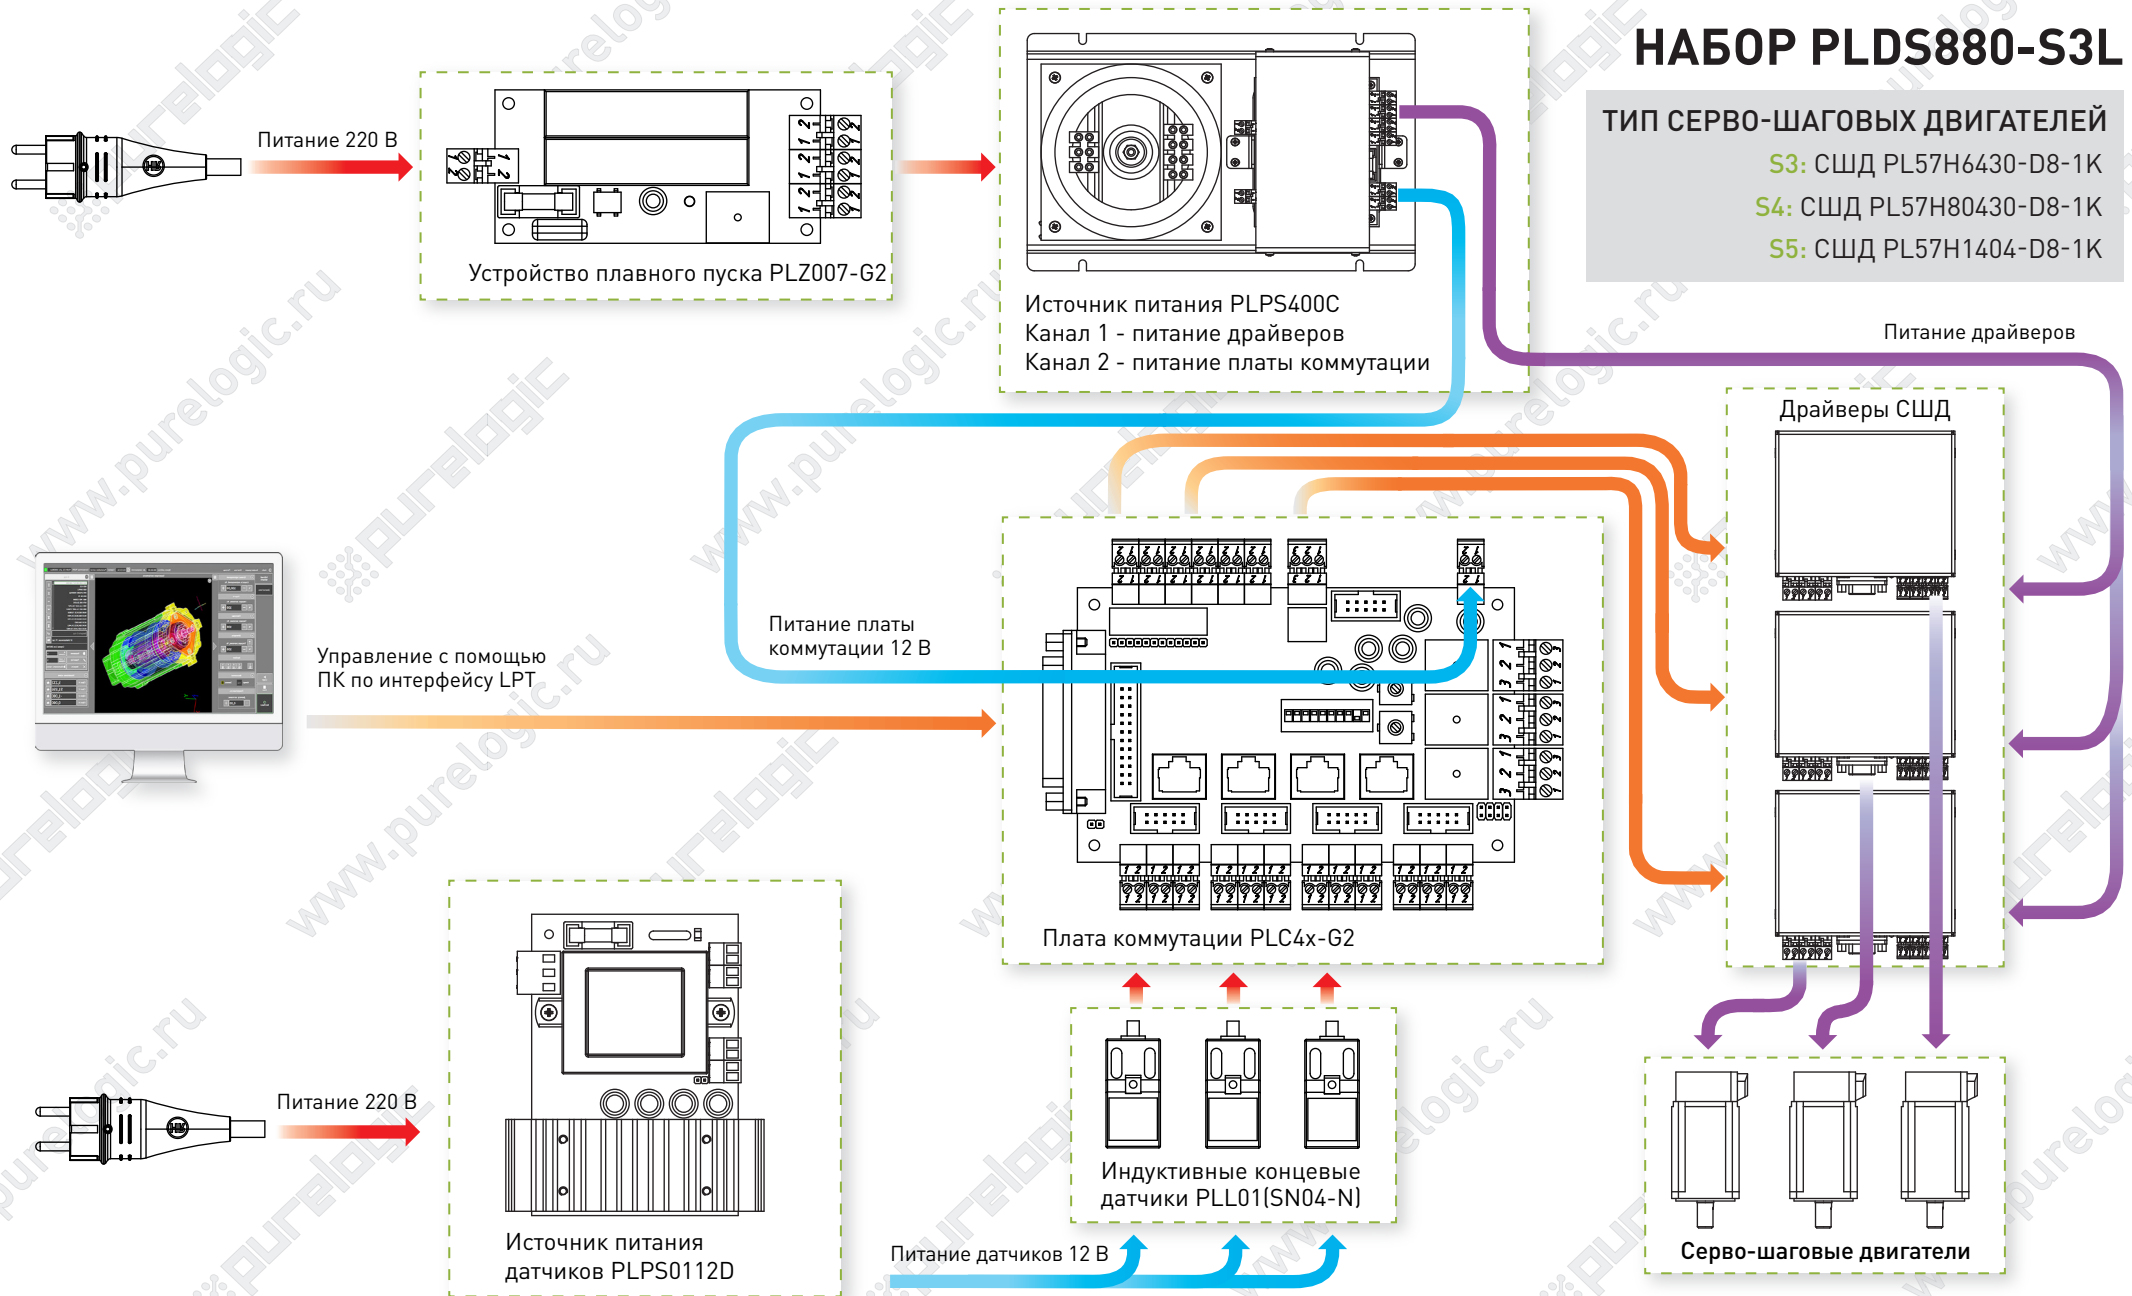 НАБОР PLDS880-S3L
ТИП СЕРВО-ШАГОВЫХ ДВИГАТЕЛЕЙ
S3: СШД PL57H6430-D8-1K
S4: СШД PL57H80430-D8-1K
S5: СШД PL57H1404-D8-1K
Питание 220 В
Устройство плавного пуска PLZ007-G2
Источник питания PLPS400C
Канал 1 - питание драйверов
Канал 2 - питание платы коммутации
Питание драйверов
Драйверы СШД
Питание платы
коммутации 12 В
Управление с помощью
ПК по интерфейсу LPT
Плата коммутации PLC4x-G2
Питание 220 В
Источник питания
датчиков PLPS0112D
Индуктивные концевые
датчики PLL01(SN04-N)
Питание датчиков 12 В
Серво-шаговые двигатели
www.purelogic.ru
purelogic